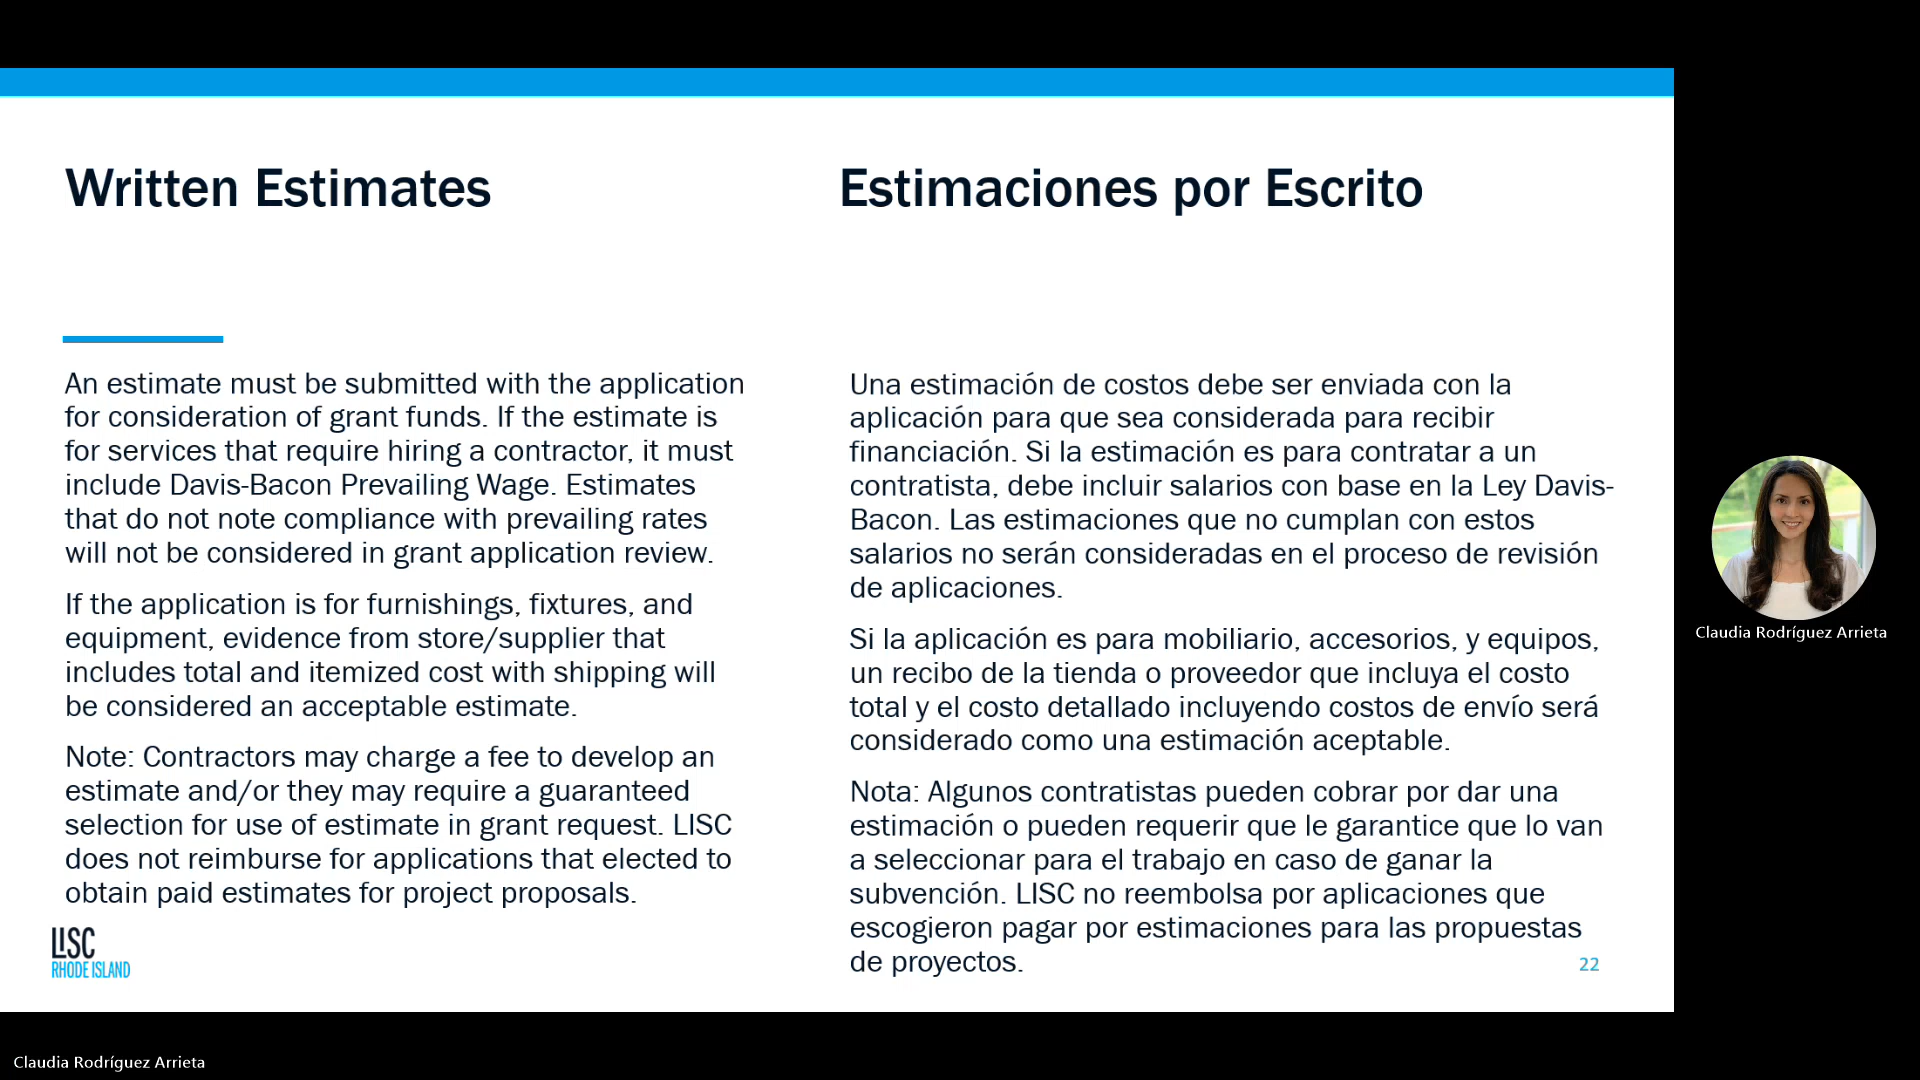 Written Estimates
An estimate must be submitted with the application
for consideration of grant funds. If the estimate is
for services that require hiring a contractor, it must
include Davis-Bacon Prevailing Wage. Estimates
that do not note compliance with prevailing rates
will not be considered in grant application review.
If the application is for furnishings, fixtures, and
equipment, evidence from store/supplier that
includes total and itemized cost with shipping will
be considered an acceptable estimate.
Note: Contractors may charge a fee to develop an
estimate and/or they may require a guaranteed
selection for use of estimate in grant request. LISC
does not reimburse for applications that elected to
obtain paid estimates for project proposals.
Estimaciones por Escrito
Una estimación de costos debe ser enviada con la
aplicación para que sea considerada para recibir
financiación. Si la estimación es para contratar a un
contratista, debe incluir salarios con base en la Ley Davis-
Bacon. Las estimaciones que no cumplan con estos
salarios no serán consideradas en el proceso de revisión
de aplicaciones.
Si la aplicación es para mobiliario, accesorios, y equipos,
un recibo de la tienda o proveedor que incluya el costo
total y el costo detallado incluyendo costos de envío será
considerado como una estimación aceptable.
Nota: Algunos contratistas pueden cobrar por dar una
estimación o pueden requerir que le garantice que lo van
a seleccionar para el trabajo en caso de ganar la
subvención. LISC no reembolsa por aplicaciones que
escogieron pagar por estimaciones para las propuestas
de proyectos.
LISC
RHODE ISLAND
22
Claudia Rodríguez Arrieta
Claudia Rodríguez Arrieta